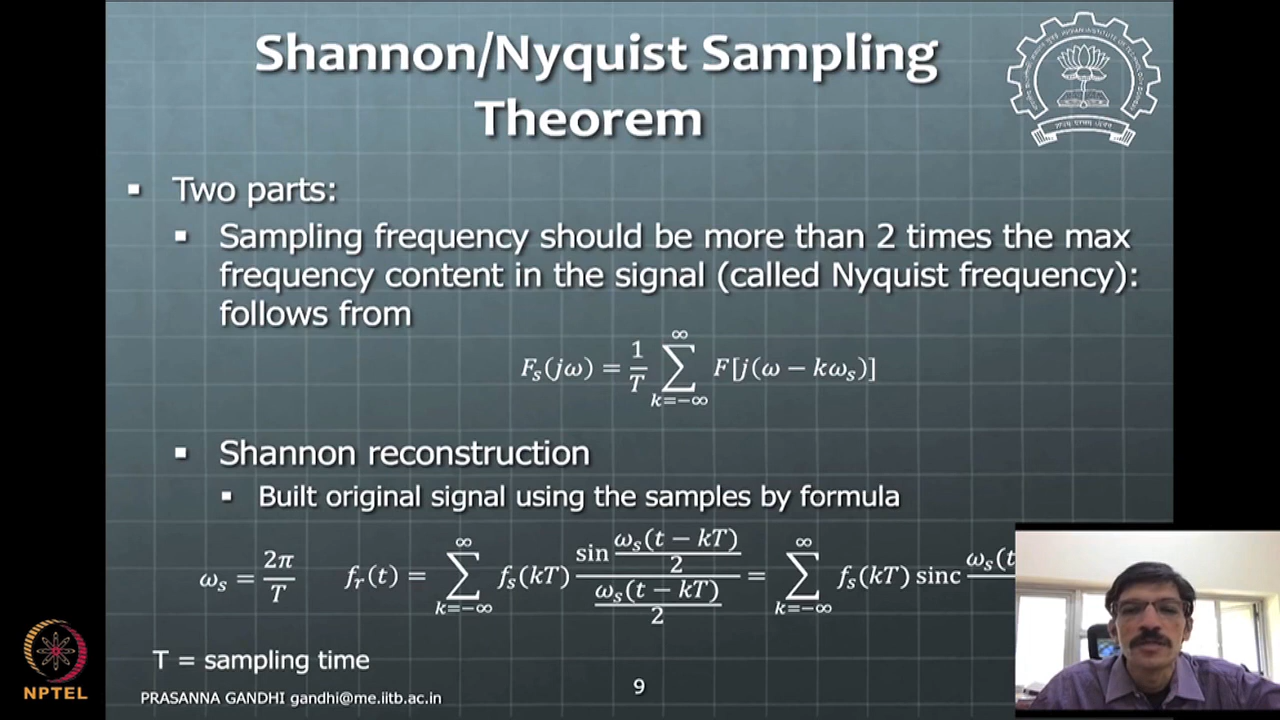 Shannon/Nyquist Sampling
Theorem
▪ Two parts:
▪ Sampling frequency should be more than 2 times the max
frequency content in the signal (called Nyquist frequency):
follows from
F_s(jω) = 1/T ∑_{k=−∞}^{∞} F[j(ω − kω_s)]
▪ Shannon reconstruction
▪ Built original signal using the samples by formula
ω_s = 2π/T f_r(t) = ∑_{k=−∞}^{∞} f_s(kT) (sin ω_s(t − kT)/2)/(ω_s(t − kT)/2) = ∑_{k=−∞}^{∞} f_s(kT) sinc ω_s(t
T = sampling time
PRASANNA GANDHI gandhi@me.iitb.ac.in
9
NPTEL